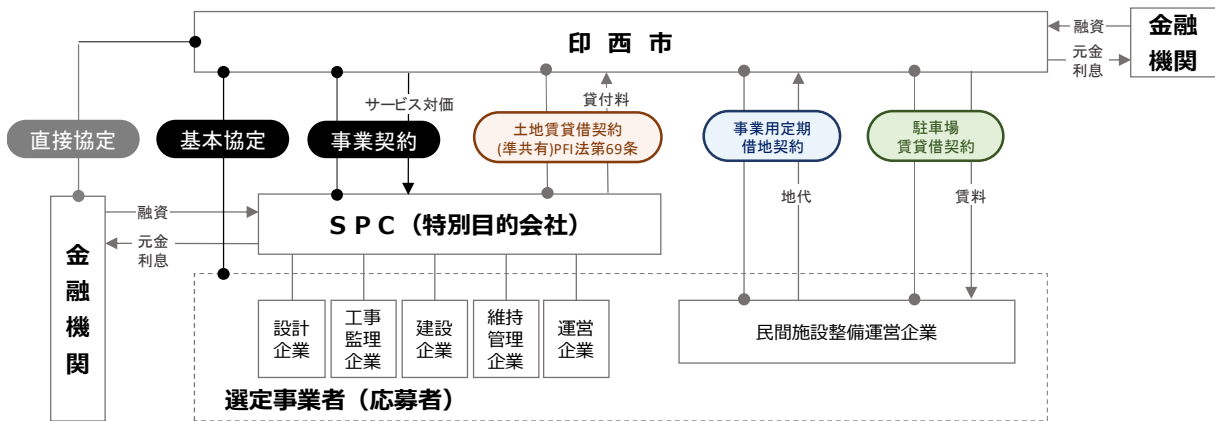 印 西 市
融資
元金
利息
金融
機関
サービス対価
貸付料
直接協定
基本協定
事業契約
土地賃貸借契約
(準共有)PFI法第69条
事業用定期
借地契約
駐車場
賃貸借契約
地代
賃料
金融機関
融資
元金
利息
ＳＰＣ（特別目的会社）
設計
企業
工事
監理
企業
建設
企業
維持
管理
企業
運営
企業
民間施設整備運営企業
選定事業者（応募者）